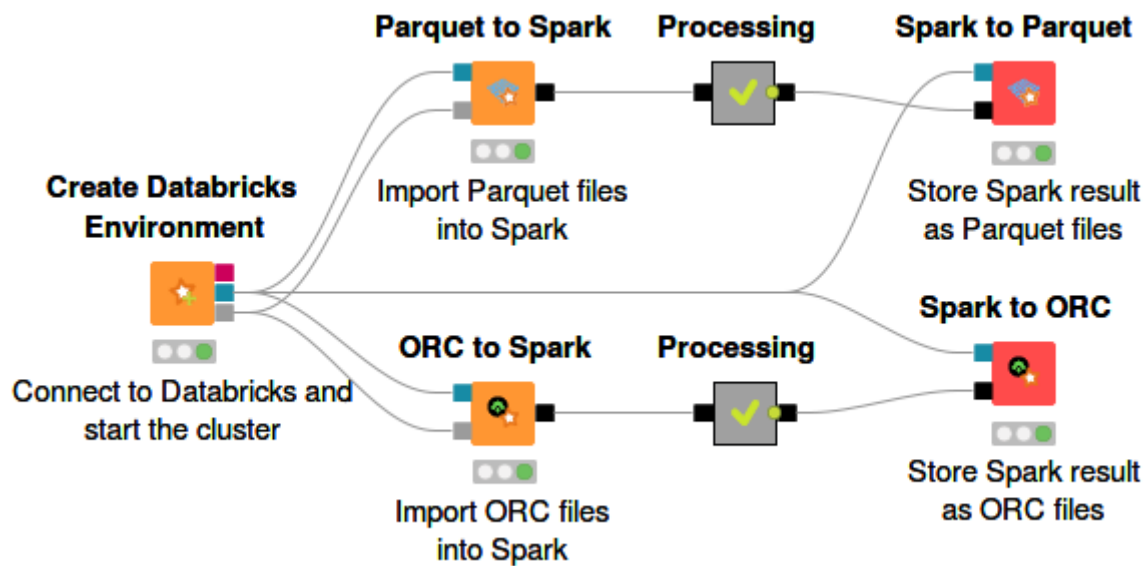 Parquet to Spark
Processing
Spark to Parquet
Import Parquet files
into Spark
Store Spark result
as Parquet files
Create Databricks
Environment
Connect to Databricks and
start the cluster
ORC to Spark
Processing
Spark to ORC
Import ORC files
into Spark
Store Spark result
as ORC files